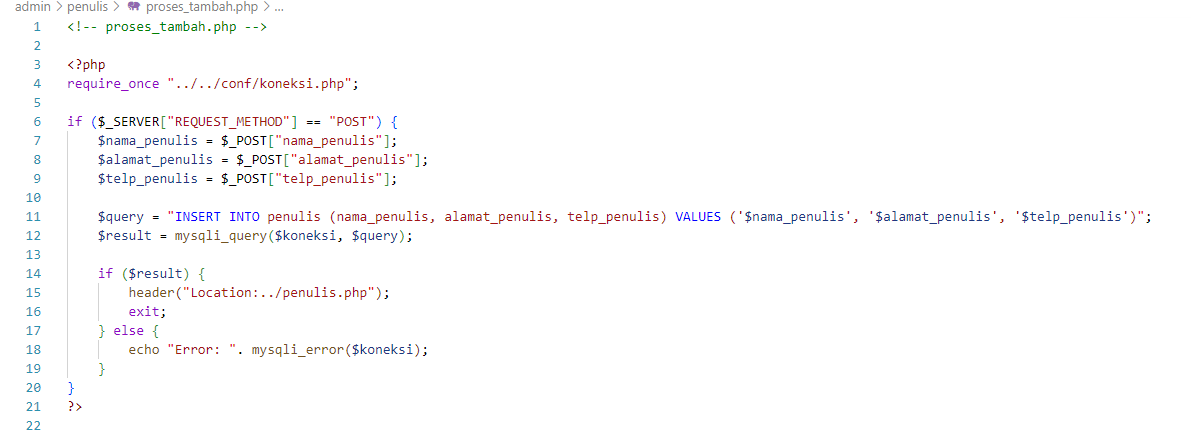 admin > penulis > proses_tambah.php > ...
1 <!-- proses_tambah.php -->
2
3 <?php
4 require_once "../../conf/koneksi.php";
5
6 if ($_SERVER["REQUEST_METHOD"] == "POST") {
7     $nama_penulis = $_POST["nama_penulis"];
8     $alamat_penulis = $_POST["alamat_penulis"];
9     $telp_penulis = $_POST["telp_penulis"];
10
11     $query = "INSERT INTO penulis (nama_penulis, alamat_penulis, telp_penulis) VALUES ('$nama_penulis', '$alamat_penulis', '$telp_penulis')";
12     $result = mysqli_query($koneksi, $query);
13
14     if ($result) {
15         header("Location:../penulis.php");
16         exit;
17     } else {
18         echo "Error: ". mysqli_error($koneksi);
19     }
20 }
21 ?>
22